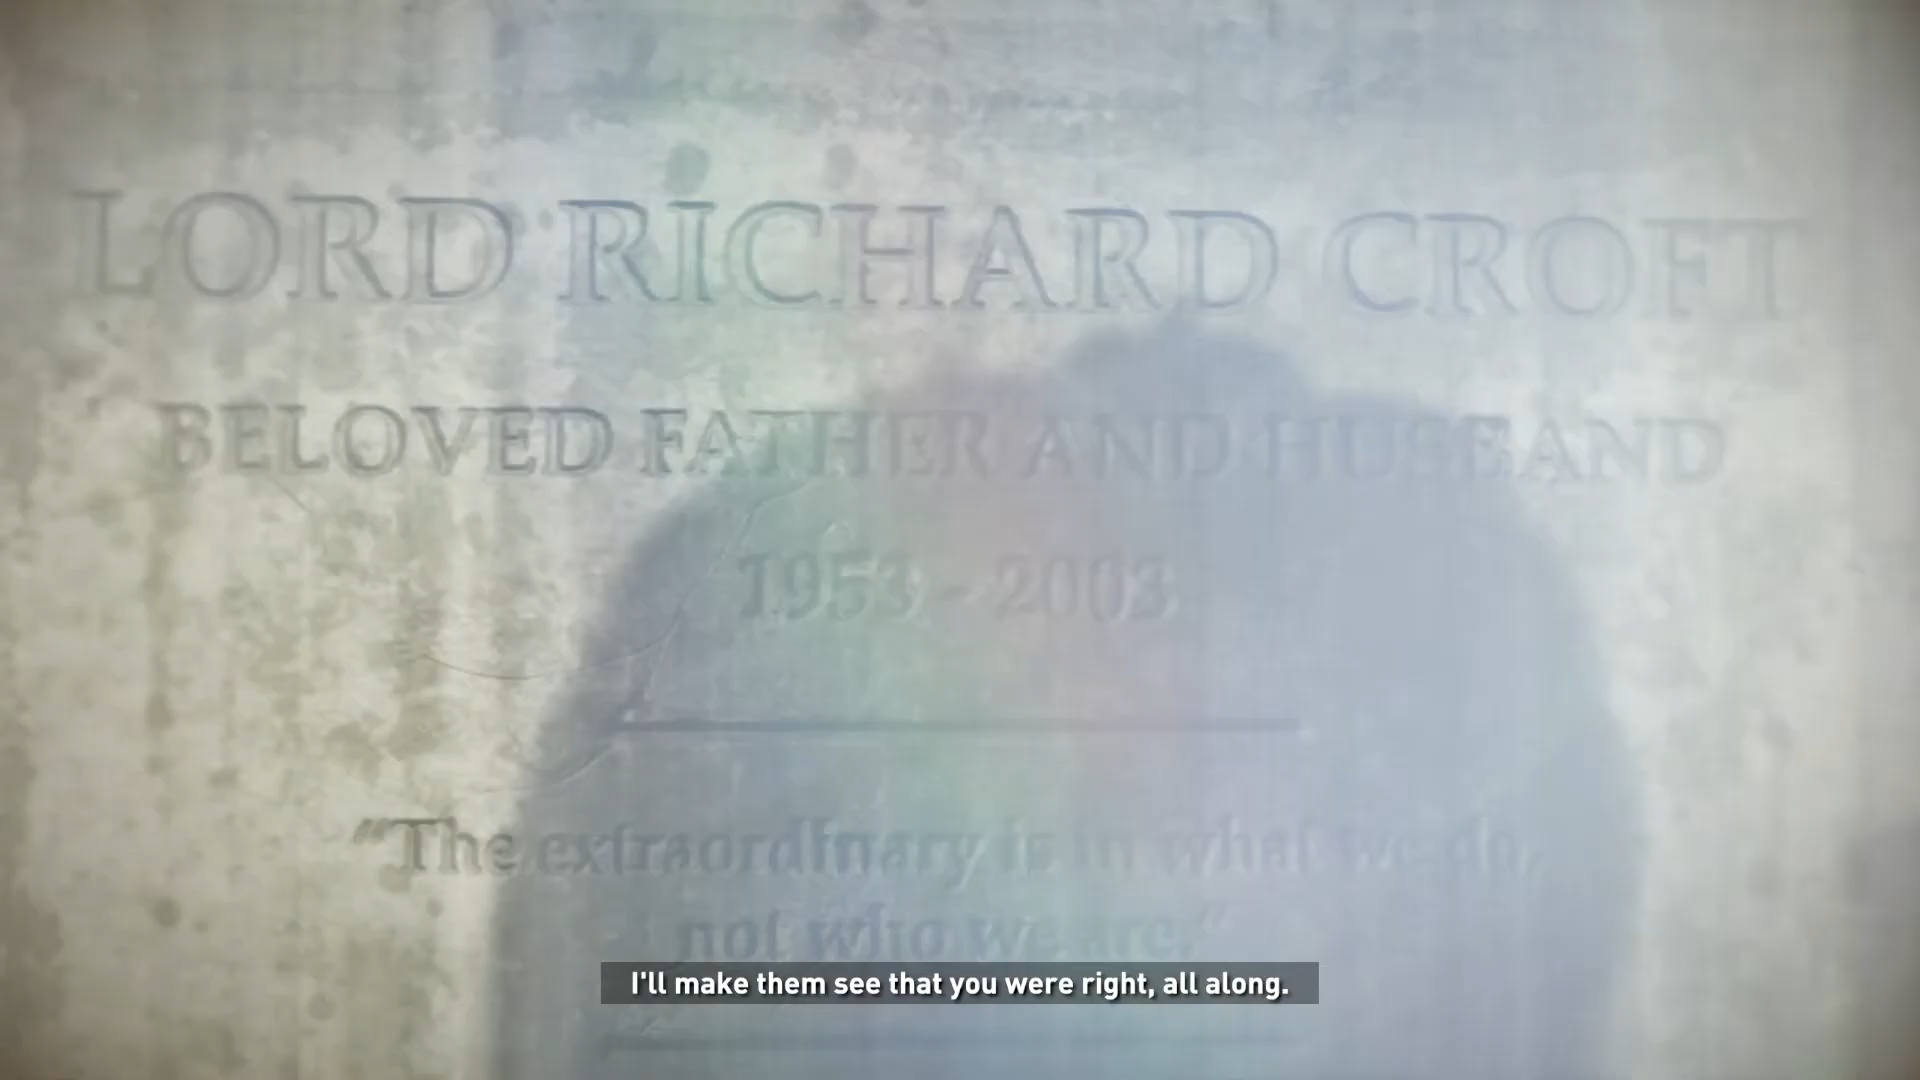 LORD RICHARD CROFT
BELOVED FATHER AND HUSBAND
1953 - 2003
"The extraordinary is in what we do,
not who we are."
I'll make them see that you were right, all along.